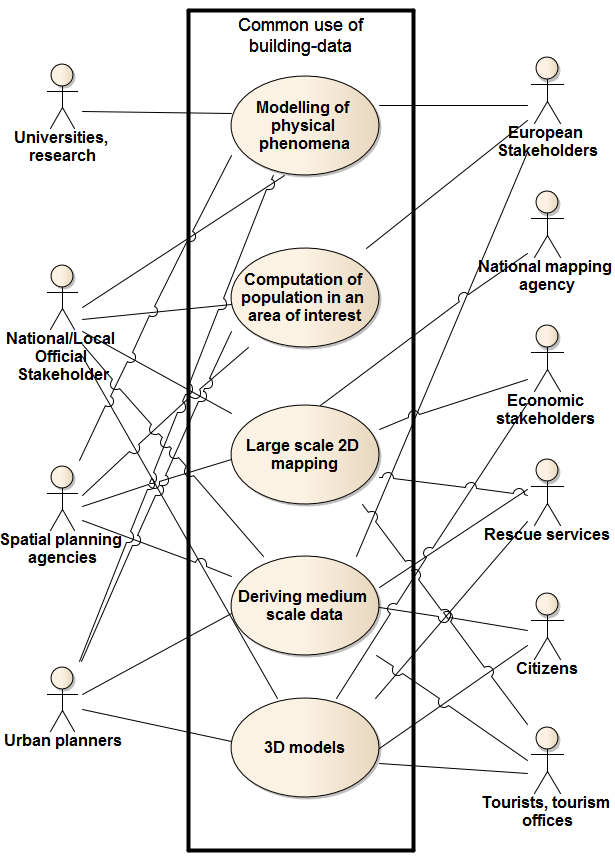 Common use of
building-data
Universities,
research
Modelling of
physical
phenomena
European
Stakeholders
National/Local
Official
Stakeholder
Computation of
population in an
area of interest
National mapping
agency
Economic
stakeholders
Large scale 2D
mapping
Spatial planning
agencies
Rescue services
Deriving medium
scale data
Citizens
Urban planners
3D models
Tourists, tourism
offices